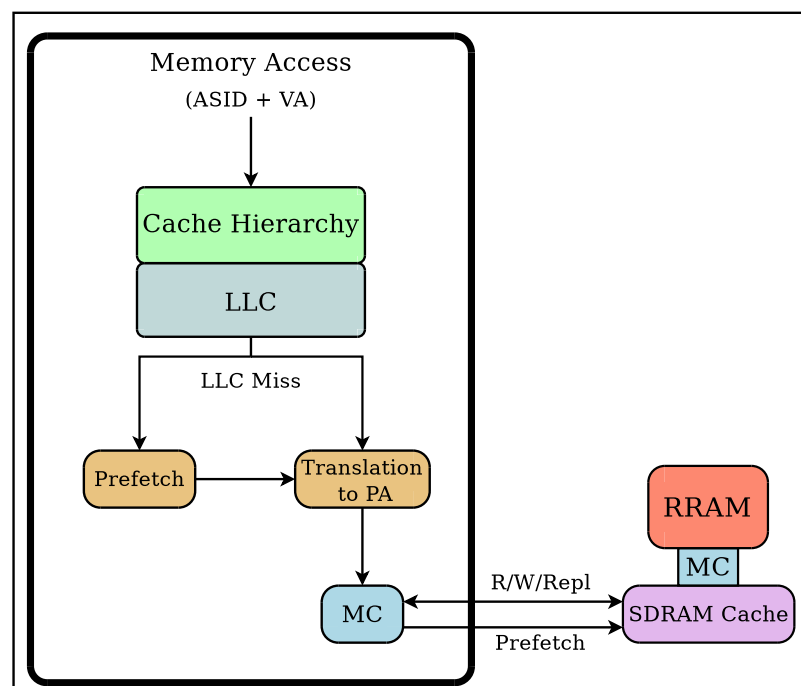 Memory Access
(ASID + VA)
Cache Hierarchy
LLC
LLC Miss
Prefetch
Translation
to PA
MC
R/W/Repl
Prefetch
RRAM
MC
SDRAM Cache